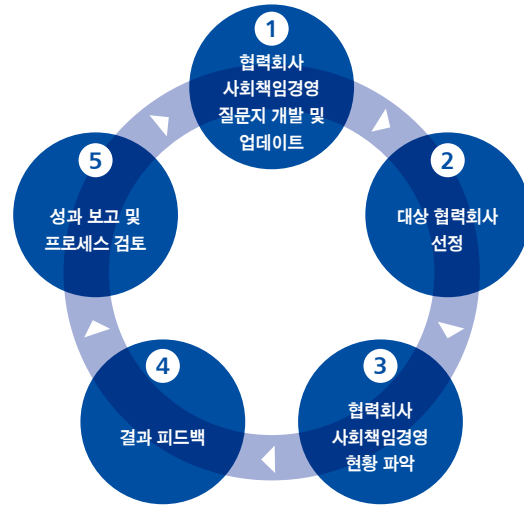 1
협력회사
사회책임경영
질문지 개발 및
업데이트
2
대상 협력회사
선정
3
협력회사
사회책임경영
현황 파악
4
결과 피드백
5
성과 보고 및
프로세스 검토